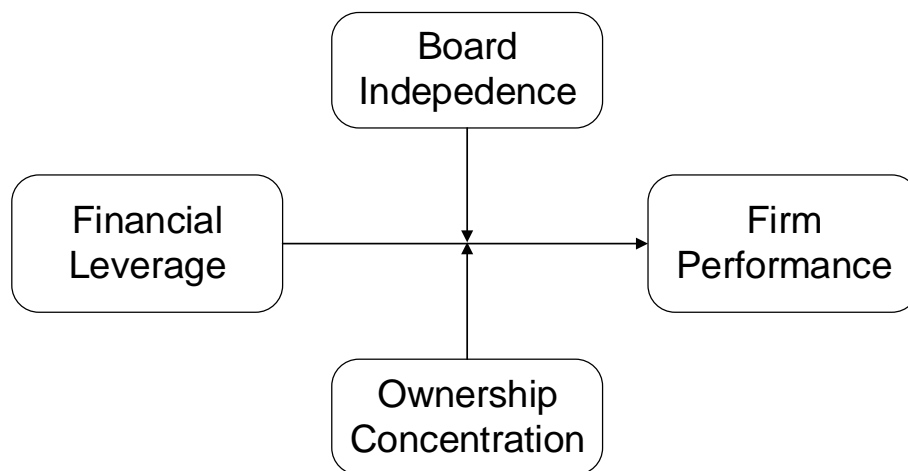 Board
Indepedence
Financial
Leverage
Firm
Performance
Ownership
Concentration